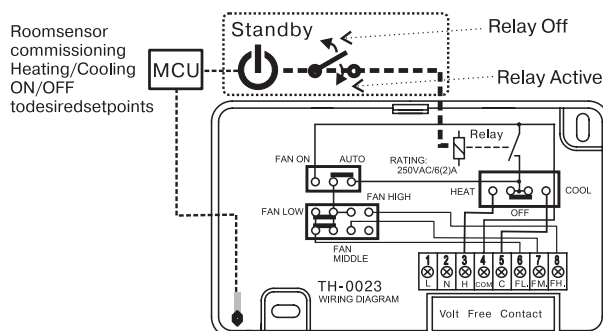 Roomsensor
commissioning
Heating/Cooling
ON/OFF
todesiredsetpoints
MCU
Standby
Relay Off
Relay Active
Relay
FAN ON
AUTO
RATING:
250VAC/6(2)A
FAN HIGH
FAN LOW
FAN
MIDDLE
HEAT
COOL
OFF
1 2 3 4 5 6 7 8
L N H COM C FL. FM. FH.
TH-0023
WIRING DIAGRAM
Volt Free Contact